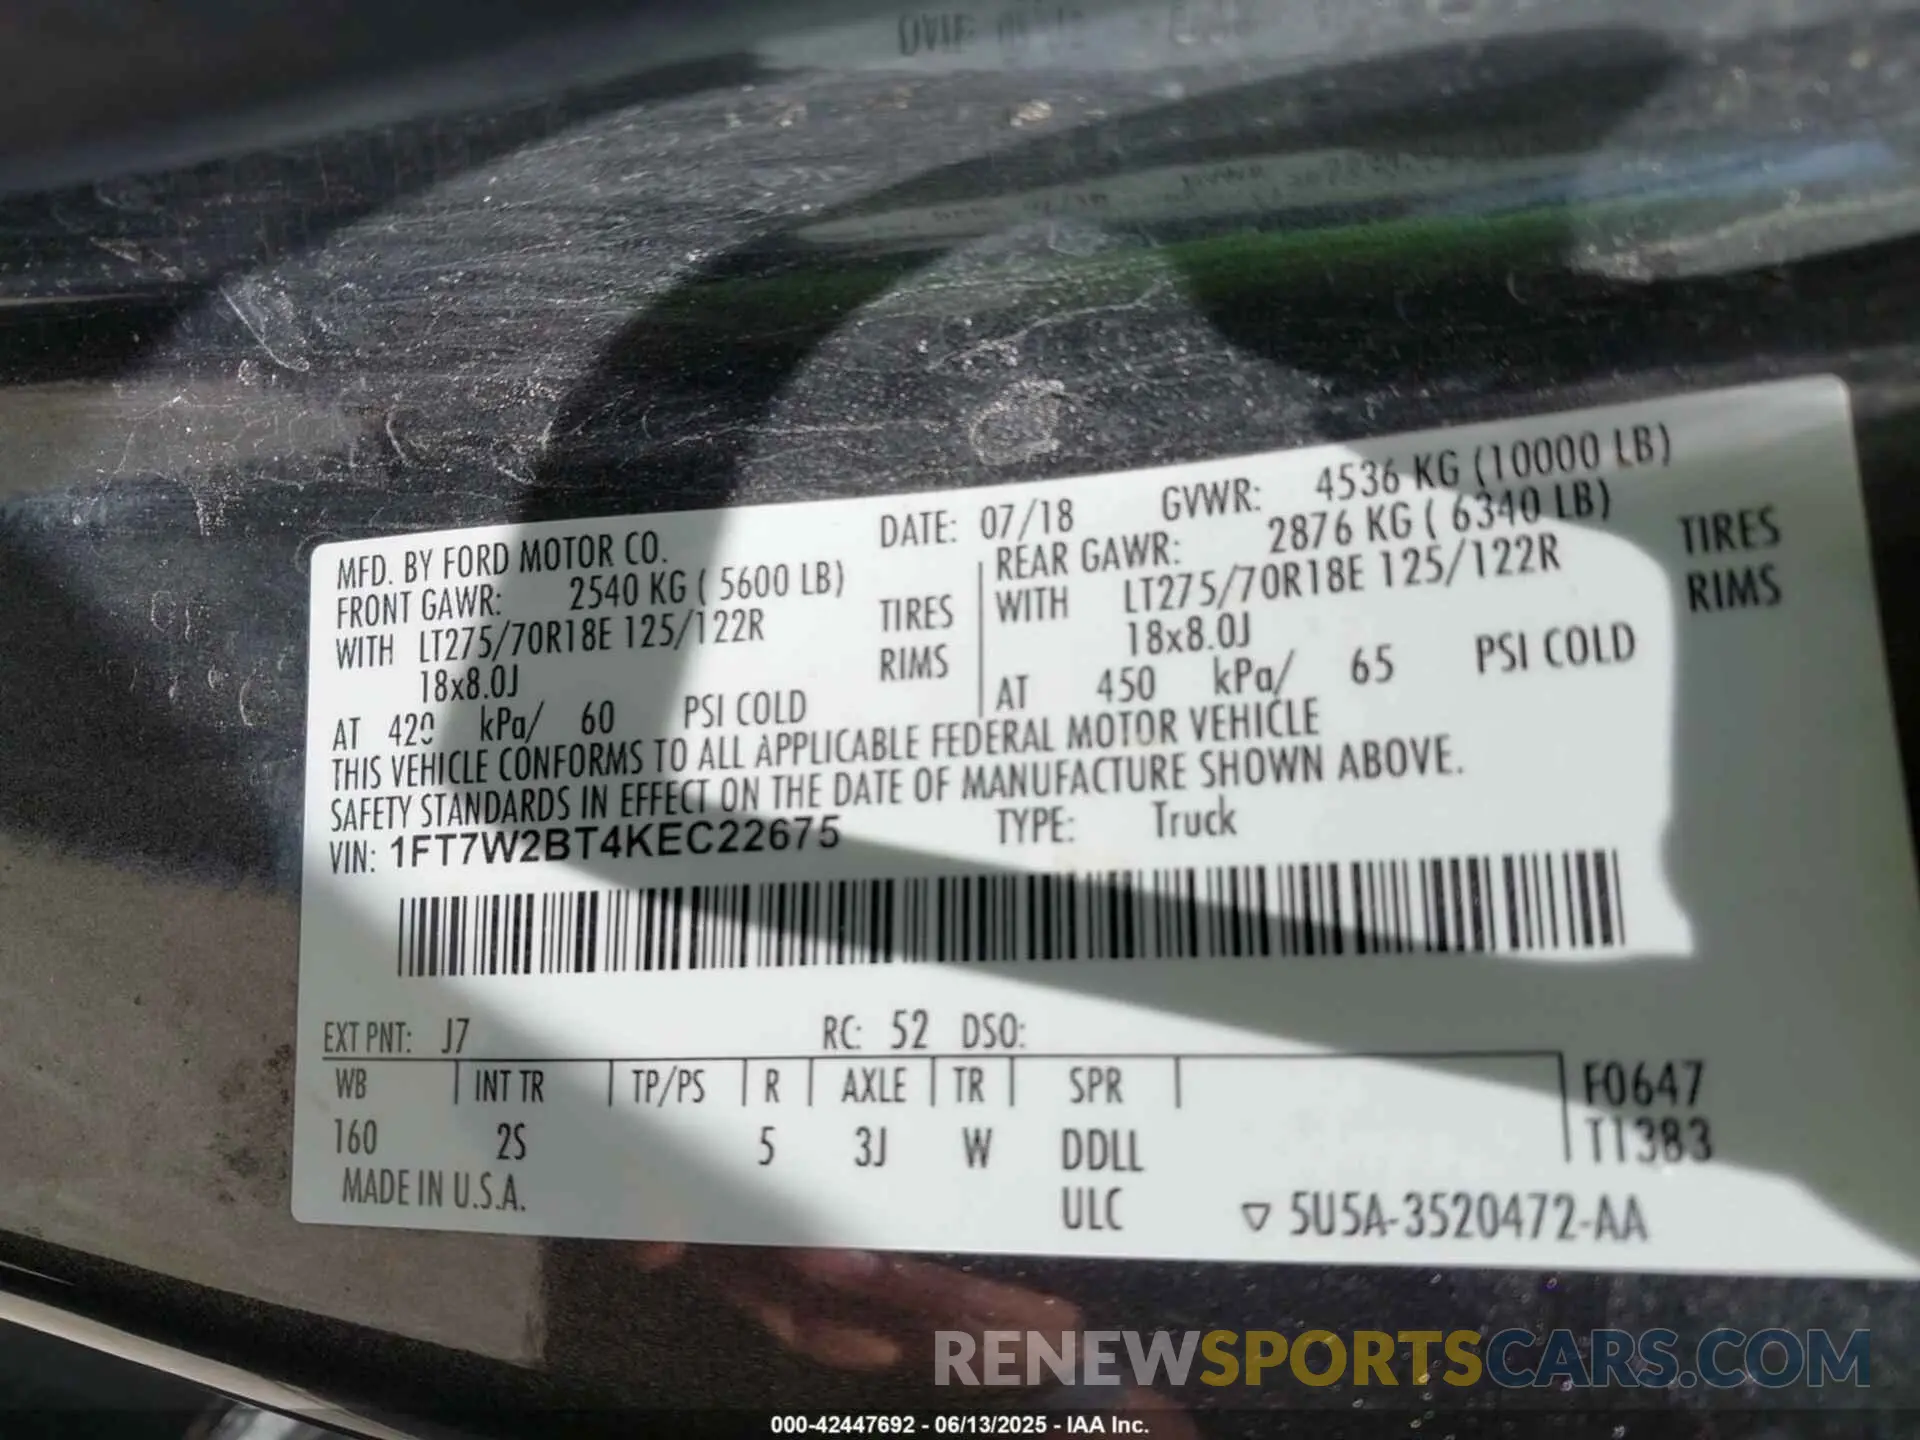 MFD. BY FORD MOTOR CO.
DATE: 07/18
GVWR: 4536 KG (10000 LB)
FRONT GAWR: 2540 KG ( 5600 LB)
WITH LT275/70R18E 125/122R TIRES
18x8.0J RIMS
AT 420 kPa/ 60 PSI COLD
REAR GAWR: 2876 KG ( 6340 LB)
WITH LT275/70R18E 125/122R TIRES
18x8.0J RIMS
AT 450 kPa/ 65 PSI COLD
THIS VEHICLE CONFORMS TO ALL APPLICABLE FEDERAL MOTOR VEHICLE
SAFETY STANDARDS IN EFFECT ON THE DATE OF MANUFACTURE SHOWN ABOVE.
VIN: 1FT7W2BT4KEC22675 TYPE: Truck
EXT PNT: J7 RC: 52 DSO:
WB INT TR TP/PS R AXLE TR SPR F0647
160 2S 5 3J W DDLL T1383
MADE IN U.S.A. ULC ▽ 5U5A-3520472-AA
RENEWSPORTSCARS.COM
000-42447692 - 06/13/2025 - IAA Inc.